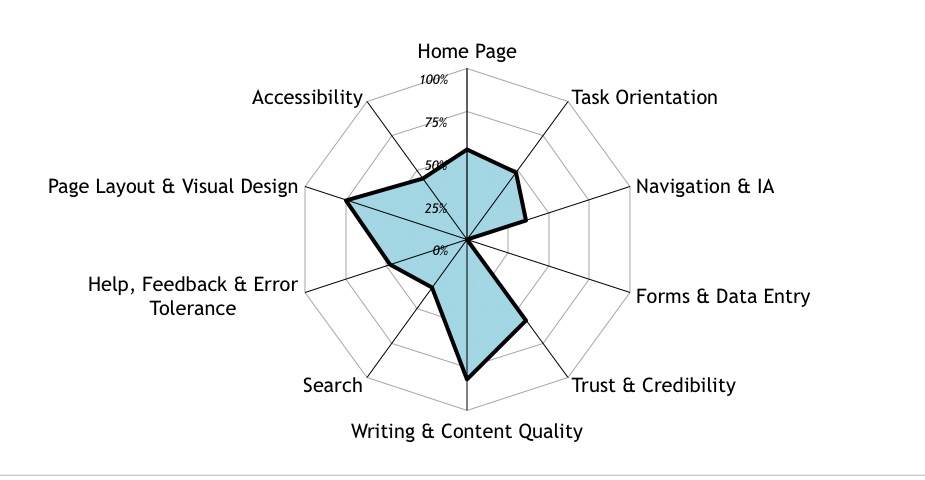 Home Page
100%
Accessibility
Task Orientation
75%
50%
Page Layout & Visual Design
Navigation & IA
25%
0%
Help, Feedback & Error
Tolerance
Forms & Data Entry
Search
Trust & Credibility
Writing & Content Quality